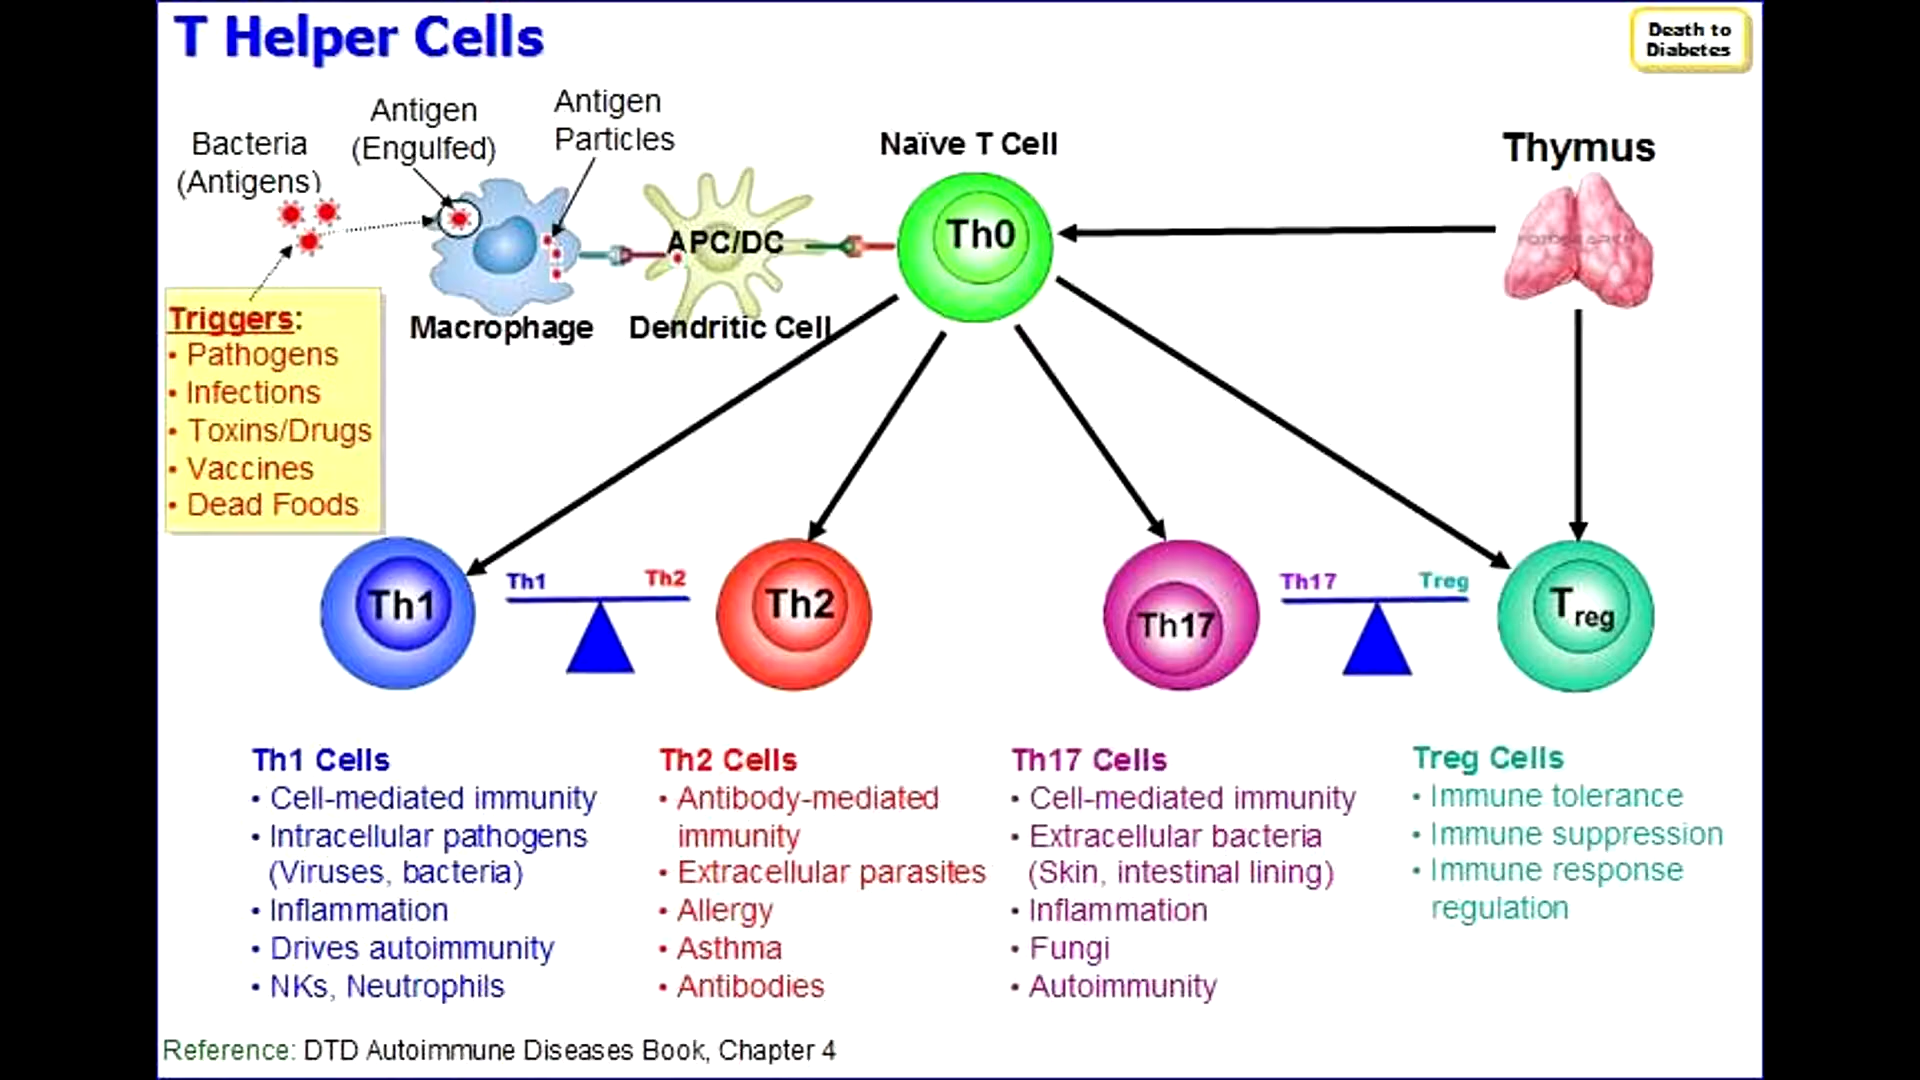 T Helper Cells
Death to
Diabetes
Bacteria
(Antigens)
Antigen
(Engulfed)
Antigen
Particles
Naïve T Cell
Thymus
Th0
APC/DC
Macrophage
Dendritic Cell
Triggers:
• Pathogens
• Infections
• Toxins/Drugs
• Vaccines
• Dead Foods
Th1
Th1
Th2
Th2
Th17
Th17
Treg
Treg
Th1 Cells
• Cell-mediated immunity
• Intracellular pathogens
(Viruses, bacteria)
• Inflammation
• Drives autoimmunity
• NKs, Neutrophils
Th2 Cells
• Antibody-mediated
immunity
• Extracellular parasites
• Allergy
• Asthma
• Antibodies
Th17 Cells
• Cell-mediated immunity
• Extracellular bacteria
(Skin, intestinal lining)
• Inflammation
• Fungi
• Autoimmunity
Treg Cells
• Immune tolerance
• Immune suppression
• Immune response
regulation
Reference: DTD Autoimmune Diseases Book, Chapter 4